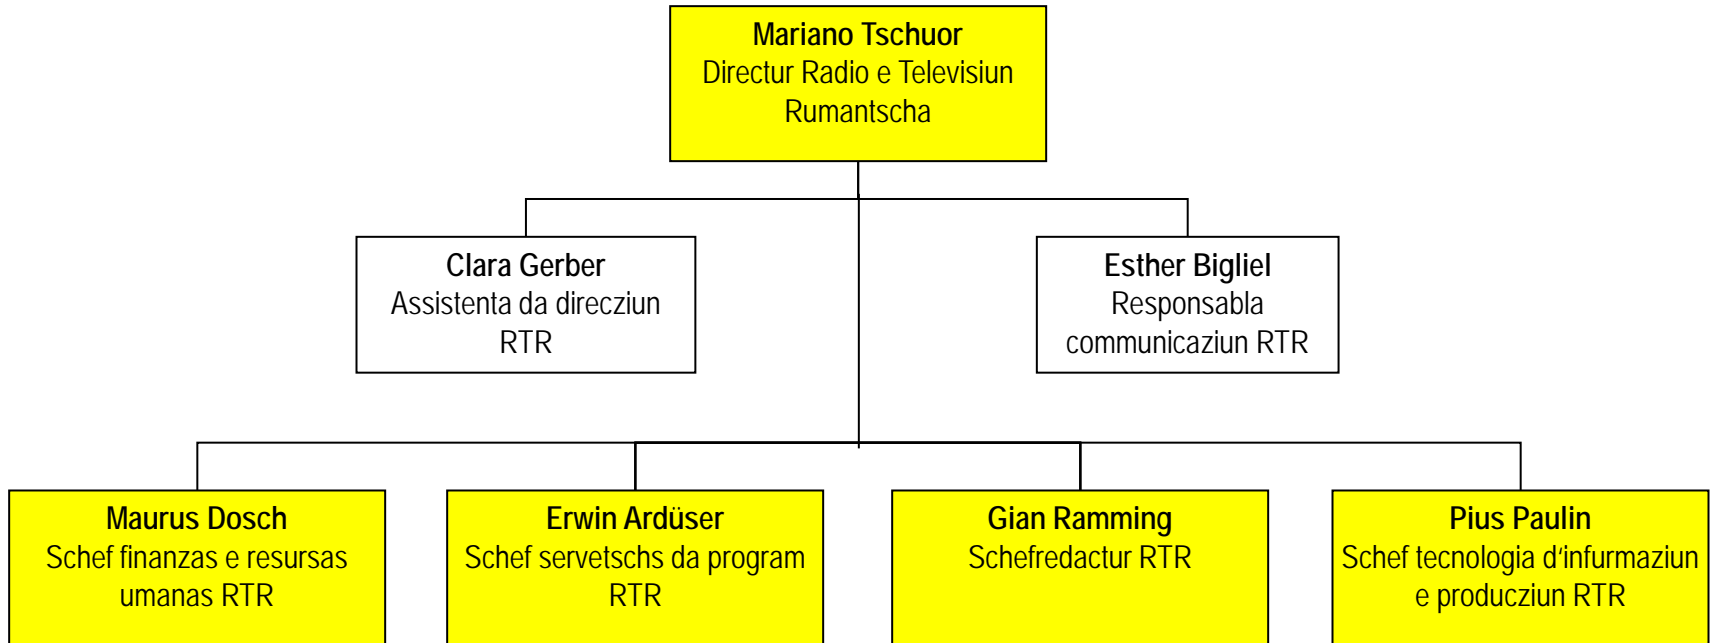 Mariano Tschuor
Directur Radio e Televisiun
Rumantscha
Clara Gerber
Assistenta da direcziun
RTR
Esther Bigliel
Responsabla
communicaziun RTR
Maurus Dosch
Schef finanzas e resursas
umanas RTR
Erwin Ardüser
Schef servetschs da program
RTR
Gian Ramming
Schefredactur RTR
Pius Paulin
Schef tecnologia d‘infurmaziun
e producziun RTR